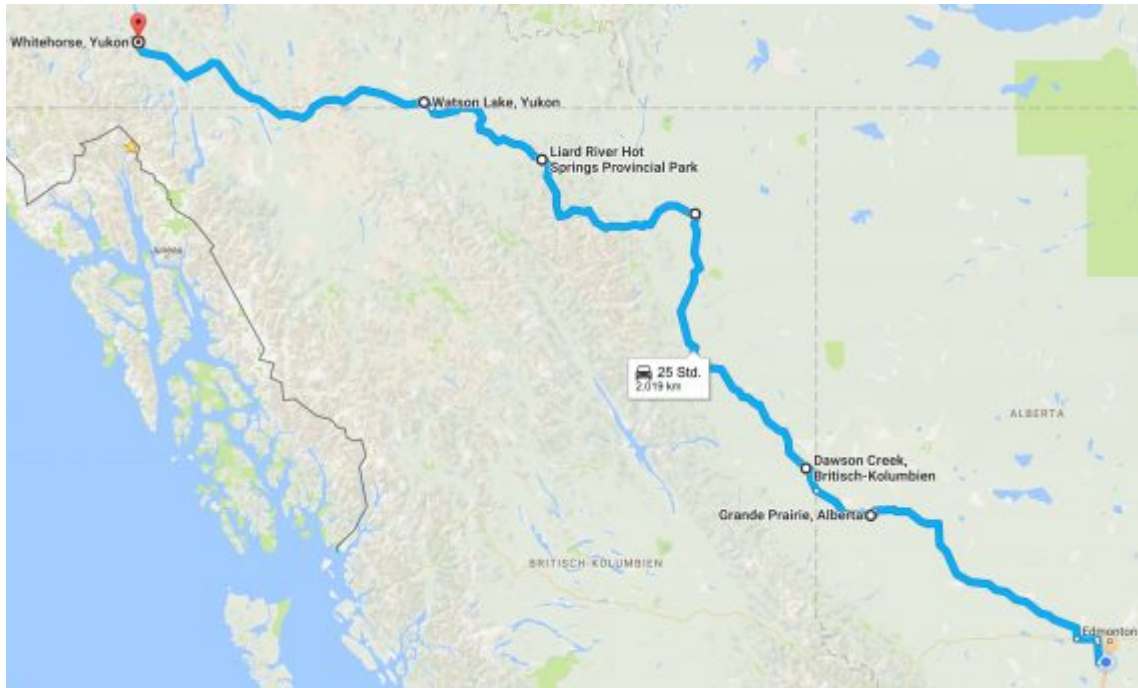 Whitehorse, Yukon
Watson Lake, Yukon
Liard River Hot
Springs Provincial Park
Juneau
25 Std.
2.019 km
ALBERTA
Dawson Creek,
Britisch-Kolumbien
Grande Prairie, Alberta
BRITISCH-KOLUMBIEN
Edmonton